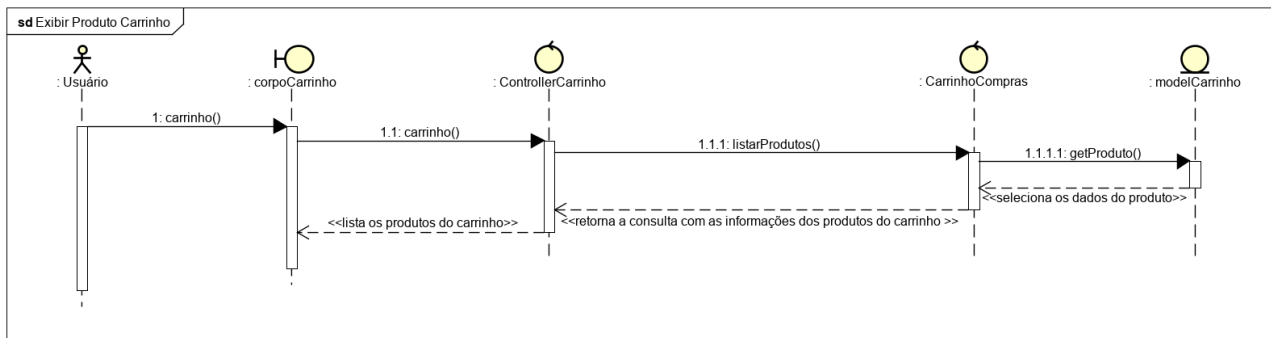 sd Exibir Produto Carrinho
: Usuário
: corpoCarrinho
: ControllerCarrinho
: CarrinhoCompras
: modelCarrinho
1: carrinho()
1.1: carrinho()
1.1.1: listarProdutos()
1.1.1.1: getProduto()
<<seleciona os dados do produto>>
<<retorna a consulta com as informações dos produtos do carrinho >>
<<lista os produtos do carrinho>>